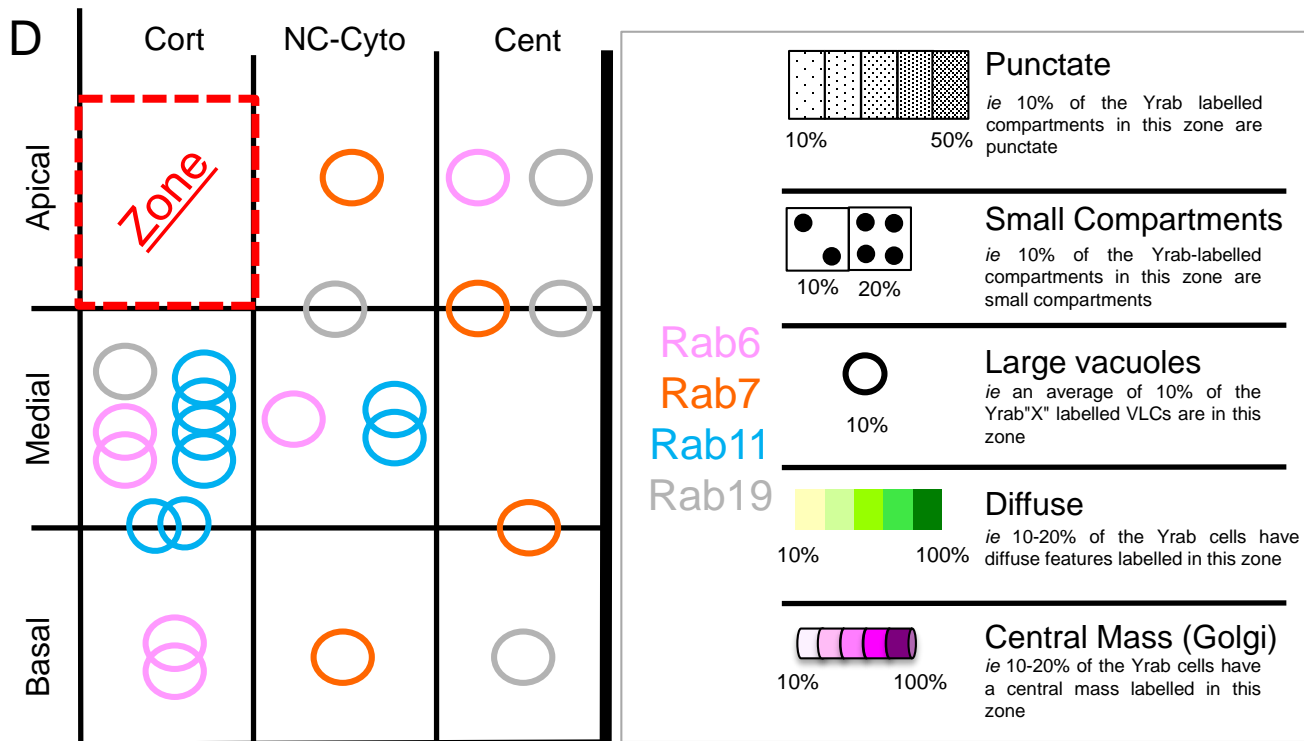 D
Cort NC-Cyto Cent
Apical
Medial
Basal
Zone
Rab6
Rab7
Rab11
Rab19
Punctate
ie 10% of the Yrab labelled
compartments in this zone are
punctate
10% 50%
Small Compartments
ie 10% of the Yrab-labelled
compartments in this zone are
small compartments
10% 20%
Large vacuoles
ie an average of 10% of the
Yrab"X" labelled VLCs are in this
zone
10%
Diffuse
ie 10-20% of the Yrab cells have
diffuse features labelled in this zone
10% 100%
Central Mass (Golgi)
ie 10-20% of the Yrab cells have
a central mass labelled in this
zone
10% 100%